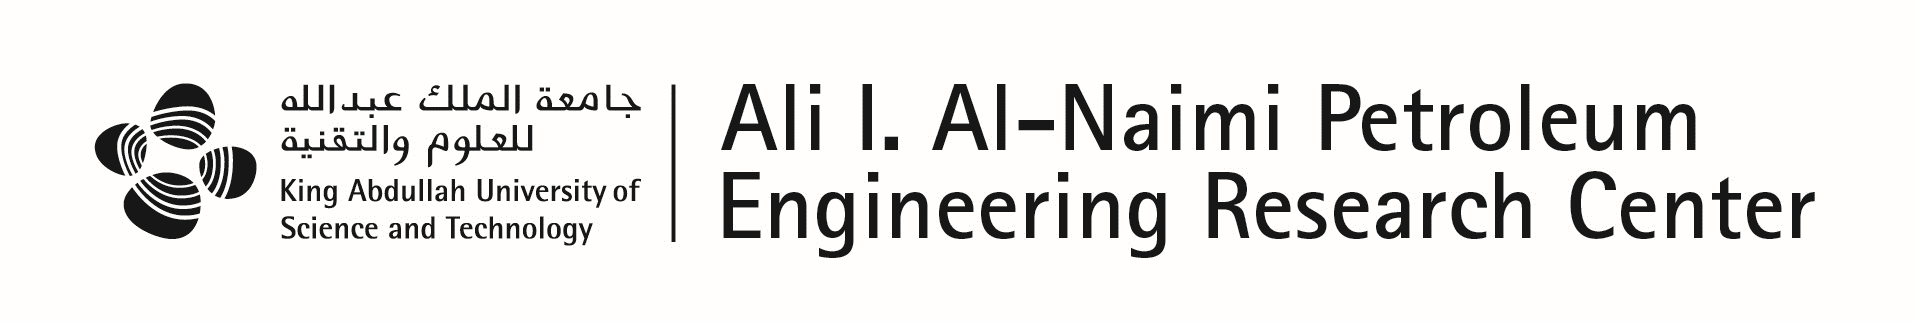 جامعة الملك عبدالله
للعلوم والتقنية
King Abdullah University of
Science and Technology
Ali I. Al-Naimi Petroleum
Engineering Research Center